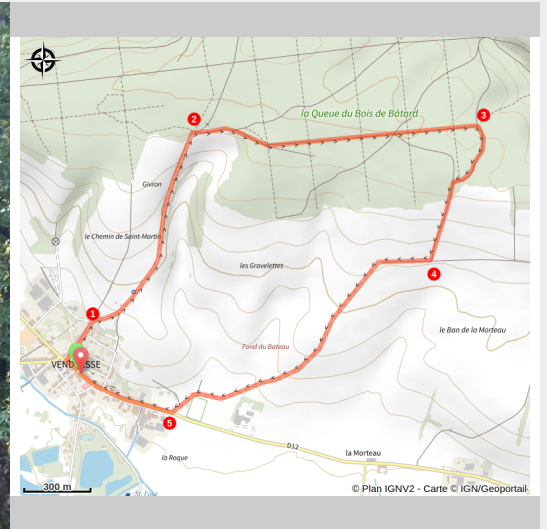 2
la Queue du Bois de Bâtard
3
Givron
le Chemin de Saint-Martin
les Gravelettes
4
1
le Ban de la Morteau
Fond du Bateau
5
D12
la Morteau
la Roque
300 m
© Plan IGNV2 - Carte © IGN/Geoportail